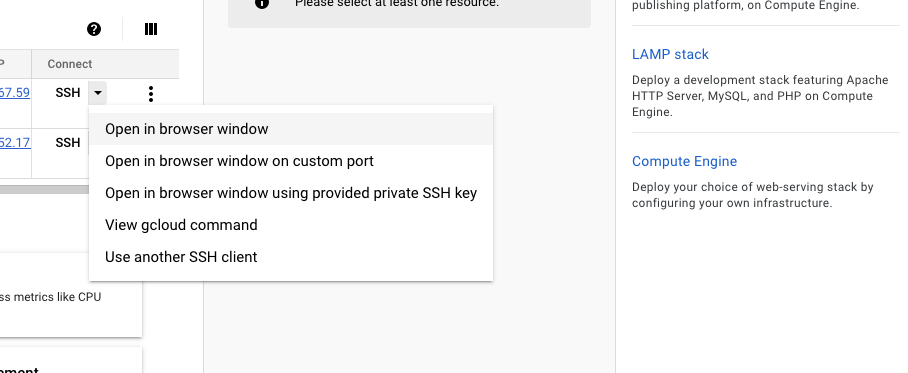 Please select at least one resource.
publishing platform, on Compute Engine.
P
Connect
67.59
SSH
52.17
SSH
Open in browser window
Open in browser window on custom port
Open in browser window using provided private SSH key
View gcloud command
Use another SSH client
ss metrics like CPU
LAMP stack
Deploy a development stack featuring Apache
HTTP Server, MySQL, and PHP on Compute
Engine.
Compute Engine
Deploy your choice of web-serving stack by
configuring your own infrastructure.